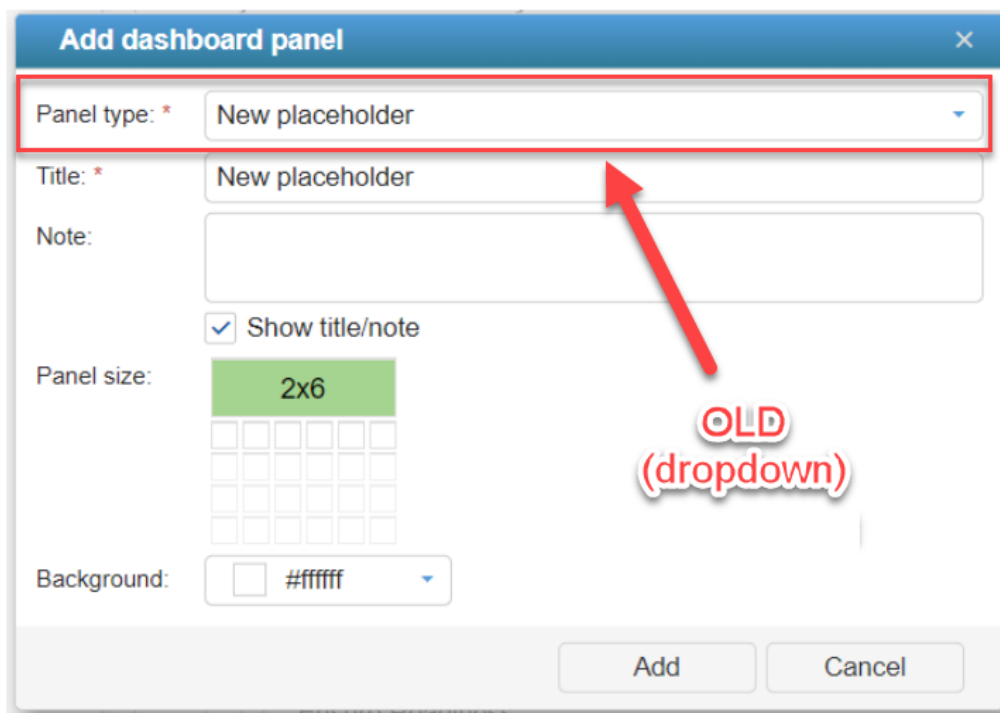 Add dashboard panel
Panel type: * New placeholder
Title: * New placeholder
Note:
Show title/note
Panel size: 2x6
OLD
(dropdown)
Background: #ffffff
Add Cancel